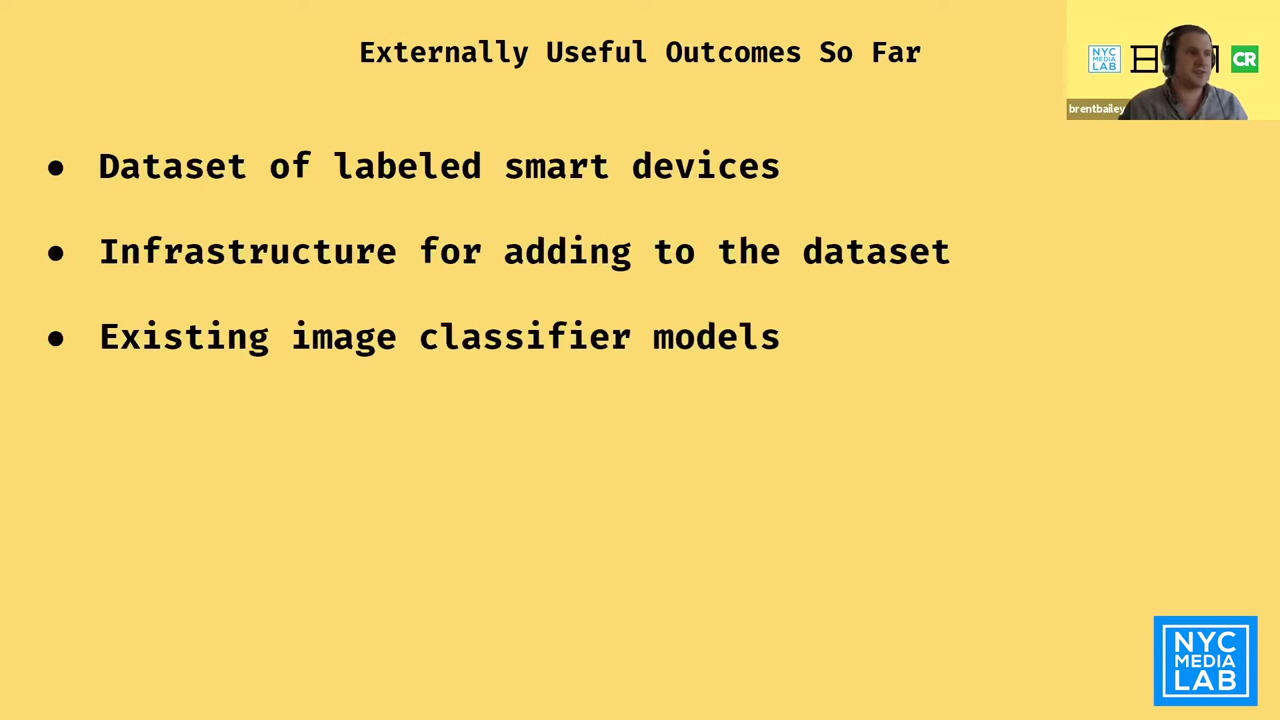 Externally Useful Outcomes So Far
NYC
MEDIA
LAB
CR
brentbailey
● Dataset of labeled smart devices
● Infrastructure for adding to the dataset
● Existing image classifier models
NYC
MEDIA
LAB